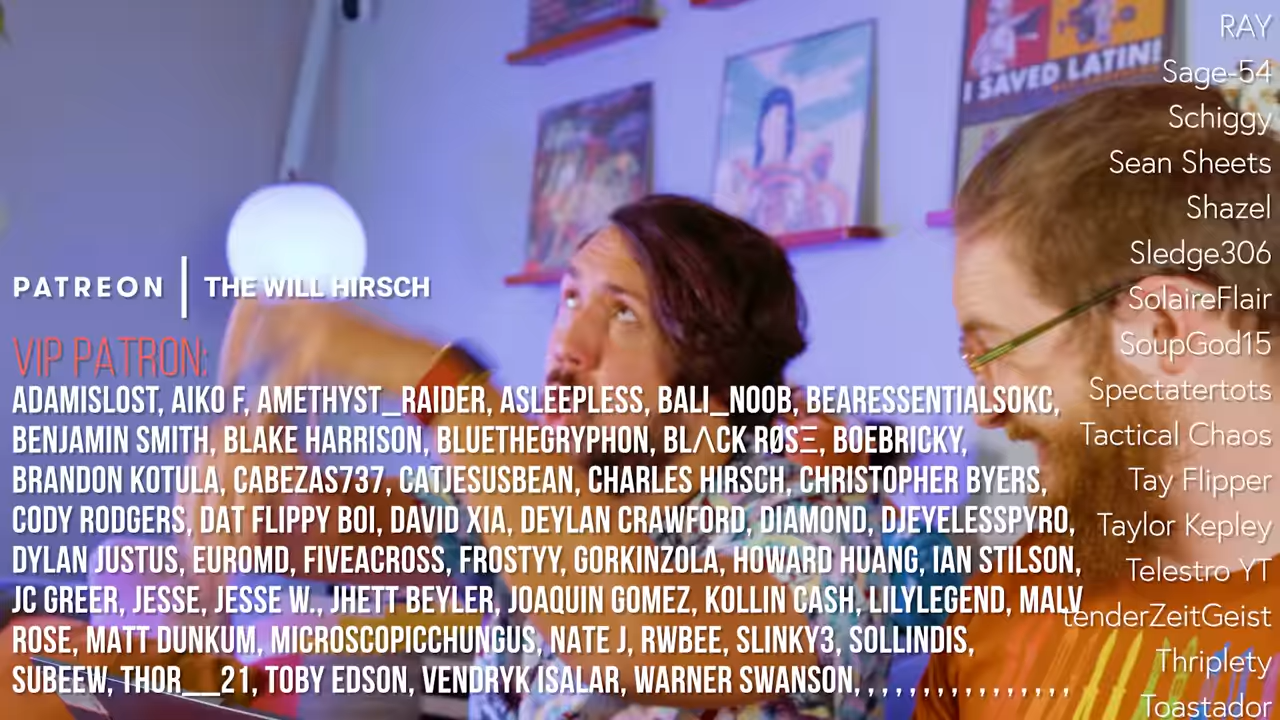 I SAVED LATIN!
PATREON | THE WILL HIRSCH
VIP PATRON:
ADAMISLOST, AIKO F, AMETHYST_RAIDER, ASLEEPLESS, BALI_NOOB, BEARESSENTIALSOKC,
BENJAMIN SMITH, BLAKE HARRISON, BLUETHEGRYPHON, BLΛCK RØSΞ, BOEBRICKY,
BRANDON KOTULA, CABEZAS737, CATJESUSBEAN, CHARLES HIRSCH, CHRISTOPHER BYERS,
CODY RODGERS, DAT FLIPPY BOI, DAVID XIA, DEYLAN CRAWFORD, DIAMOND, DJEYELESSPYRO,
DYLAN JUSTUS, EUROMD, FIVEACROSS, FROSTYY, GORKINZOLA, HOWARD HUANG, IAN STILSON,
JC GREER, JESSE, JESSE W., JHETT BEYLER, JOAQUIN GOMEZ, KOLLIN CASH, LILYLEGEND, MALV
ROSE, MATT DUNKUM, MICROSCOPICCHUNGUS, NATE J, RWBEE, SLINKY3, SOLLINDIS,
SUBEEW, THOR__21, TOBY EDSON, VENDRYK ISALAR, WARNER SWANSON, , , , , , , , , , , , , , , ,
RAY
Sage-54
Schiggy
Sean Sheets
Shazel
Sledge306
SolaireFlair
SoupGod15
Spectatertots
Tactical Chaos
Tay Flipper
Taylor Kepley
Telestro YT
tenderZeitGeist
Thriplety
Toastador